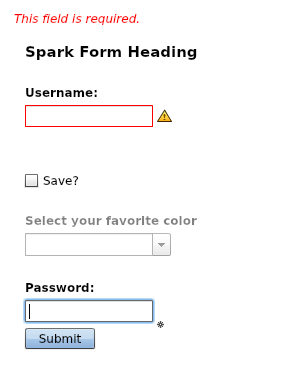 This field is required.
Spark Form Heading
Username:
Save?
Select your favorite color
Password:
Submit